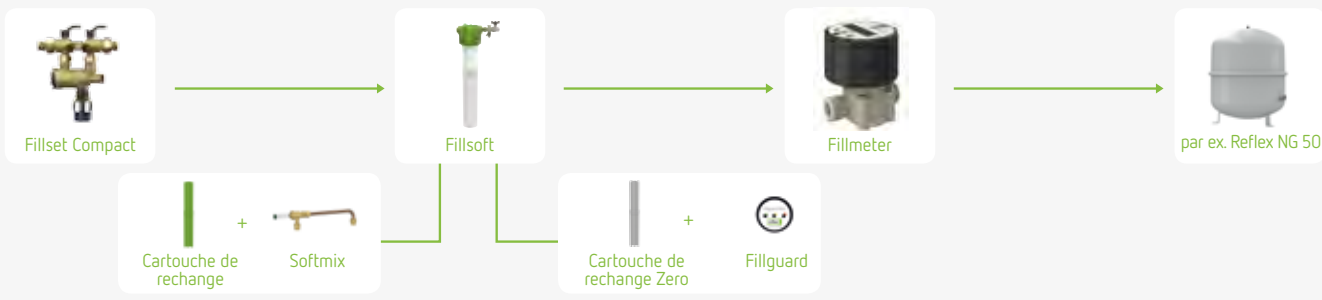 Fillset Compact
Fillsoft
Fillmeter
par ex. Reflex NG 50
+
Cartouche de
rechange
Softmix
+
Cartouche de
rechange Zero
Fillguard